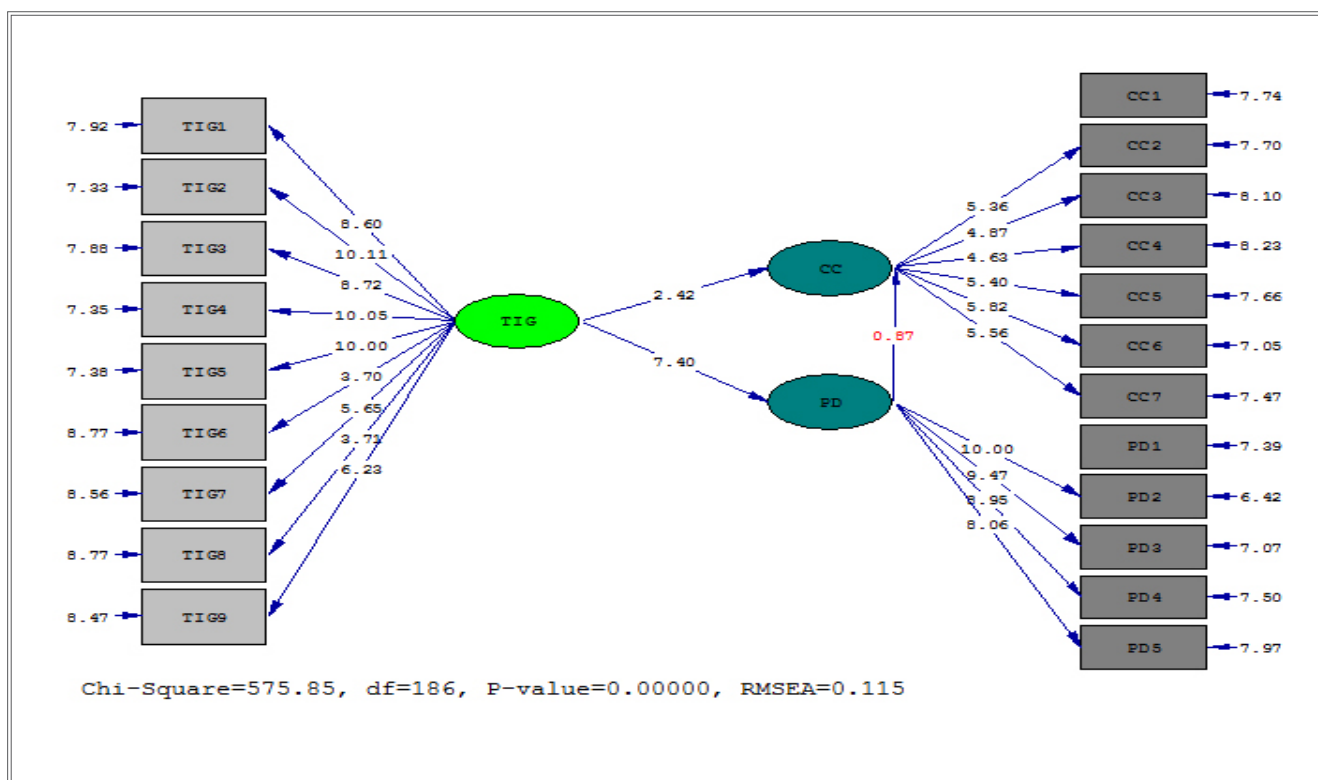 7.92 TIG1
7.33 TIG2
7.88 TIG3
7.35 TIG4
7.38 TIG5
8.77 TIG6
8.56 TIG7
8.77 TIG8
8.47 TIG9
8.60
10.11
8.72
10.05
10.00
3.70
5.65
3.71
6.23
TIG
2.42
7.40
CC
0.87
PD
5.36
4.87
4.63
5.40
5.82
5.56
10.00
9.47
8.95
8.06
CC1 7.74
CC2 7.70
CC3 8.10
CC4 8.23
CC5 7.66
CC6 7.05
CC7 7.47
PD1 7.39
PD2 6.42
PD3 7.07
PD4 7.50
PD5 7.97
Chi-Square=575.85, df=186, P-value=0.00000, RMSEA=0.115